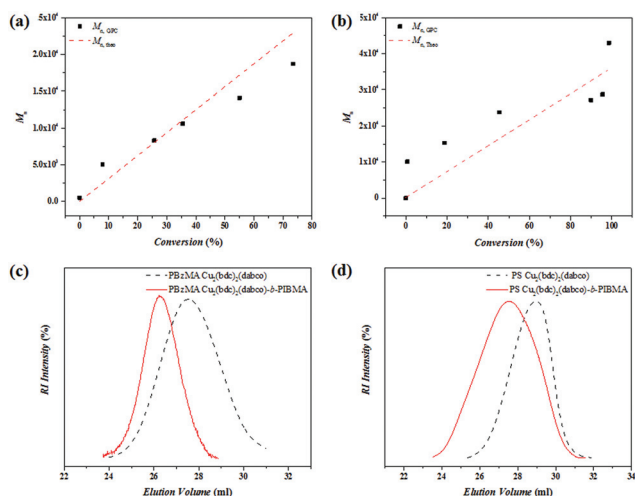 (a)
M_n, GPC
M_n, theo
2.5x10⁴
2.0x10⁴
1.5x10⁴
1.0x10⁴
5.0x10³
0.0
M_n
0 10 20 30 40 50 60 70 80
Conversion (%)
(b)
M_n, GPC
M_n, Theo
5x10⁴
4x10⁴
3x10⁴
2x10⁴
1x10⁴
0
M_n
0 20 40 60 80 100
Conversion (%)
(c)
PBzMA Cu₂(bdc)₂(dabco)
PBzMA Cu₂(bdc)₂(dabco)-b-PIBMA
RI Intensity (%)
22 24 26 28 30 32
Elution Volume (ml)
(d)
PS Cu₂(bdc)₂(dabco)
PS Cu₂(bdc)₂(dabco)-b-PIBMA
RI Intensity (%)
22 24 26 28 30 32 34
Elution Volume (ml)